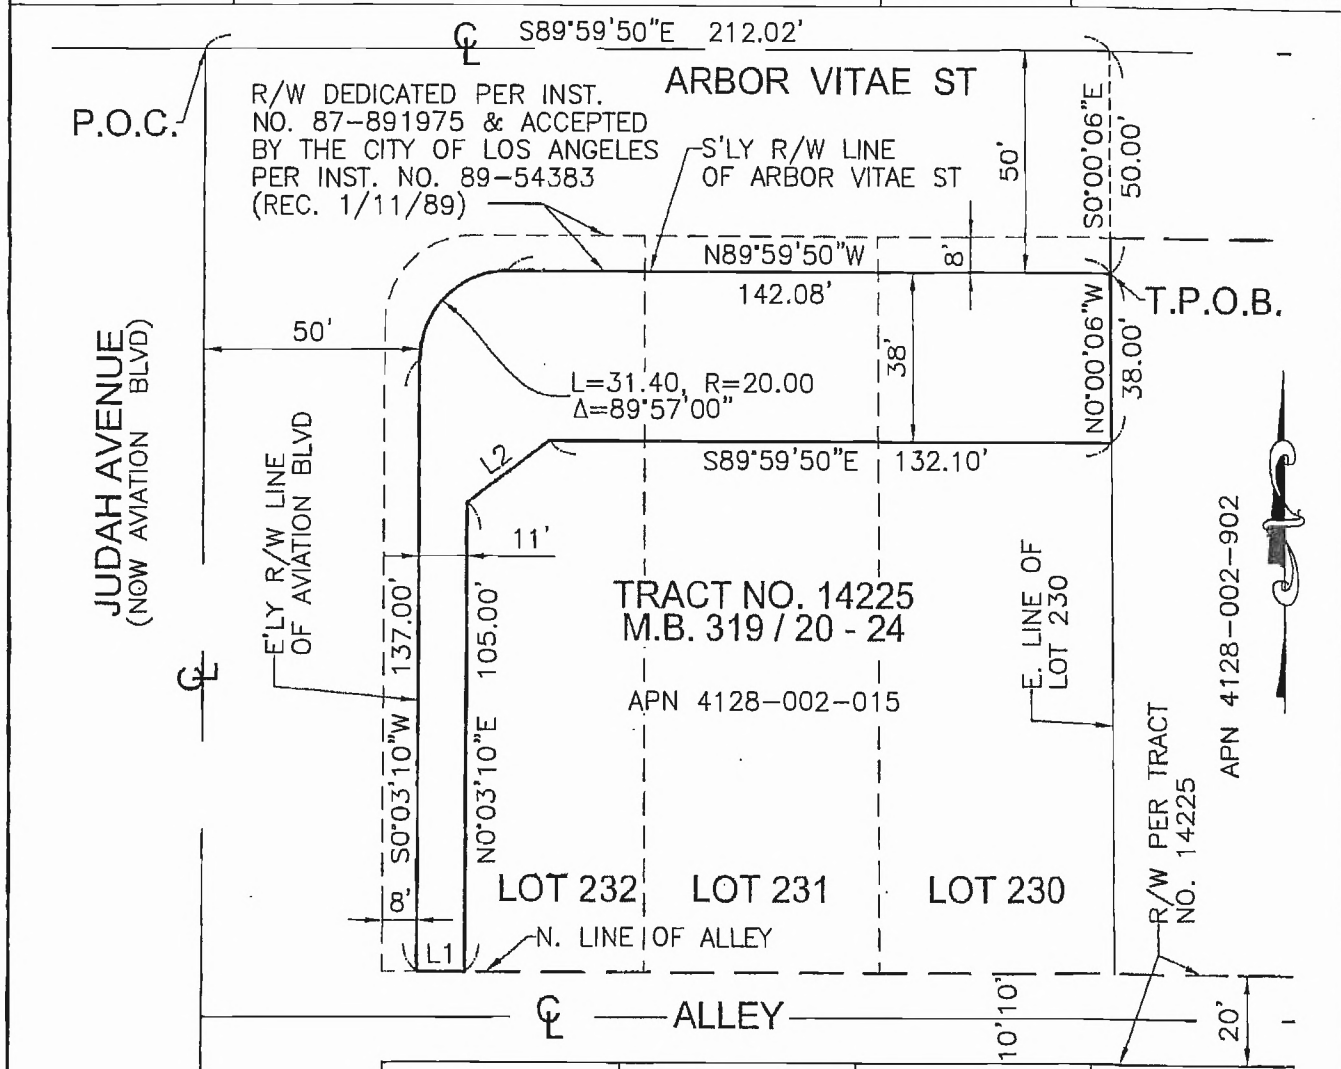 S89°59'50"E 212.02'
℄
ARBOR VITAE ST
P.O.C.
R/W DEDICATED PER INST.
NO. 87-891975 & ACCEPTED
BY THE CITY OF LOS ANGELES
PER INST. NO. 89-54383
(REC. 1/11/89)
S'LY R/W LINE
OF ARBOR VITAE ST
50'
S0°00'06"E
50.00'
N89°59'50"W
8'
142.08'
T.P.O.B.
50'
38'
N0°00'06"W
38.00'
L=31.40, R=20.00
Δ=89°57'00"
JUDAH AVENUE
(NOW AVIATION BLVD)
L2
S89°59'50"E 132.10'
E'LY R/W LINE
OF AVIATION BLVD
11'
S0°03'10"W 137.00'
N0°03'10"E 105.00'
TRACT NO. 14225
M.B. 319 / 20 - 24
APN 4128-002-015
E. LINE OF
LOT 230
APN 4128-002-902
℄
R/W PER TRACT
NO. 14225
LOT 232
LOT 231
LOT 230
8'
L1
N. LINE OF ALLEY
℄
ALLEY
10'
10'
20'